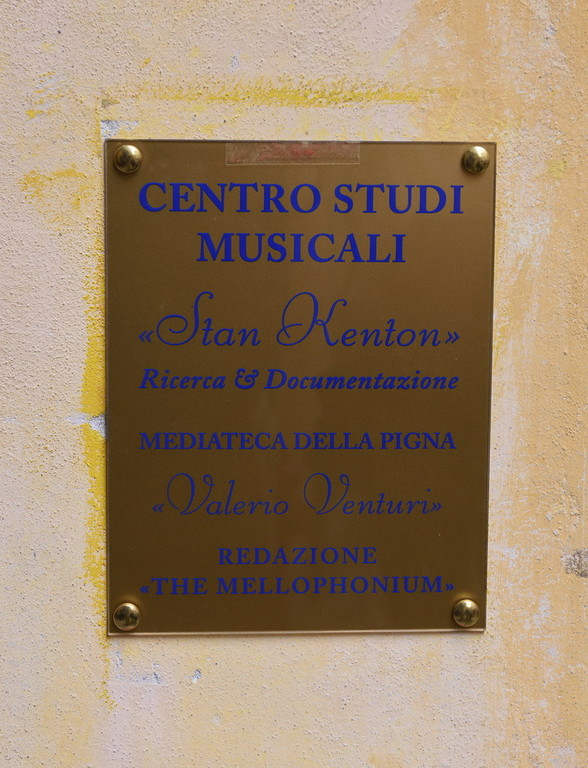 CENTRO STUDI
MUSICALI
«Stan Kenton»
Ricerca & Documentazione
MEDIATECA DELLA PIGNA
«Valerio Venturi»
REDAZIONE
«THE MELLOPHONIUM»